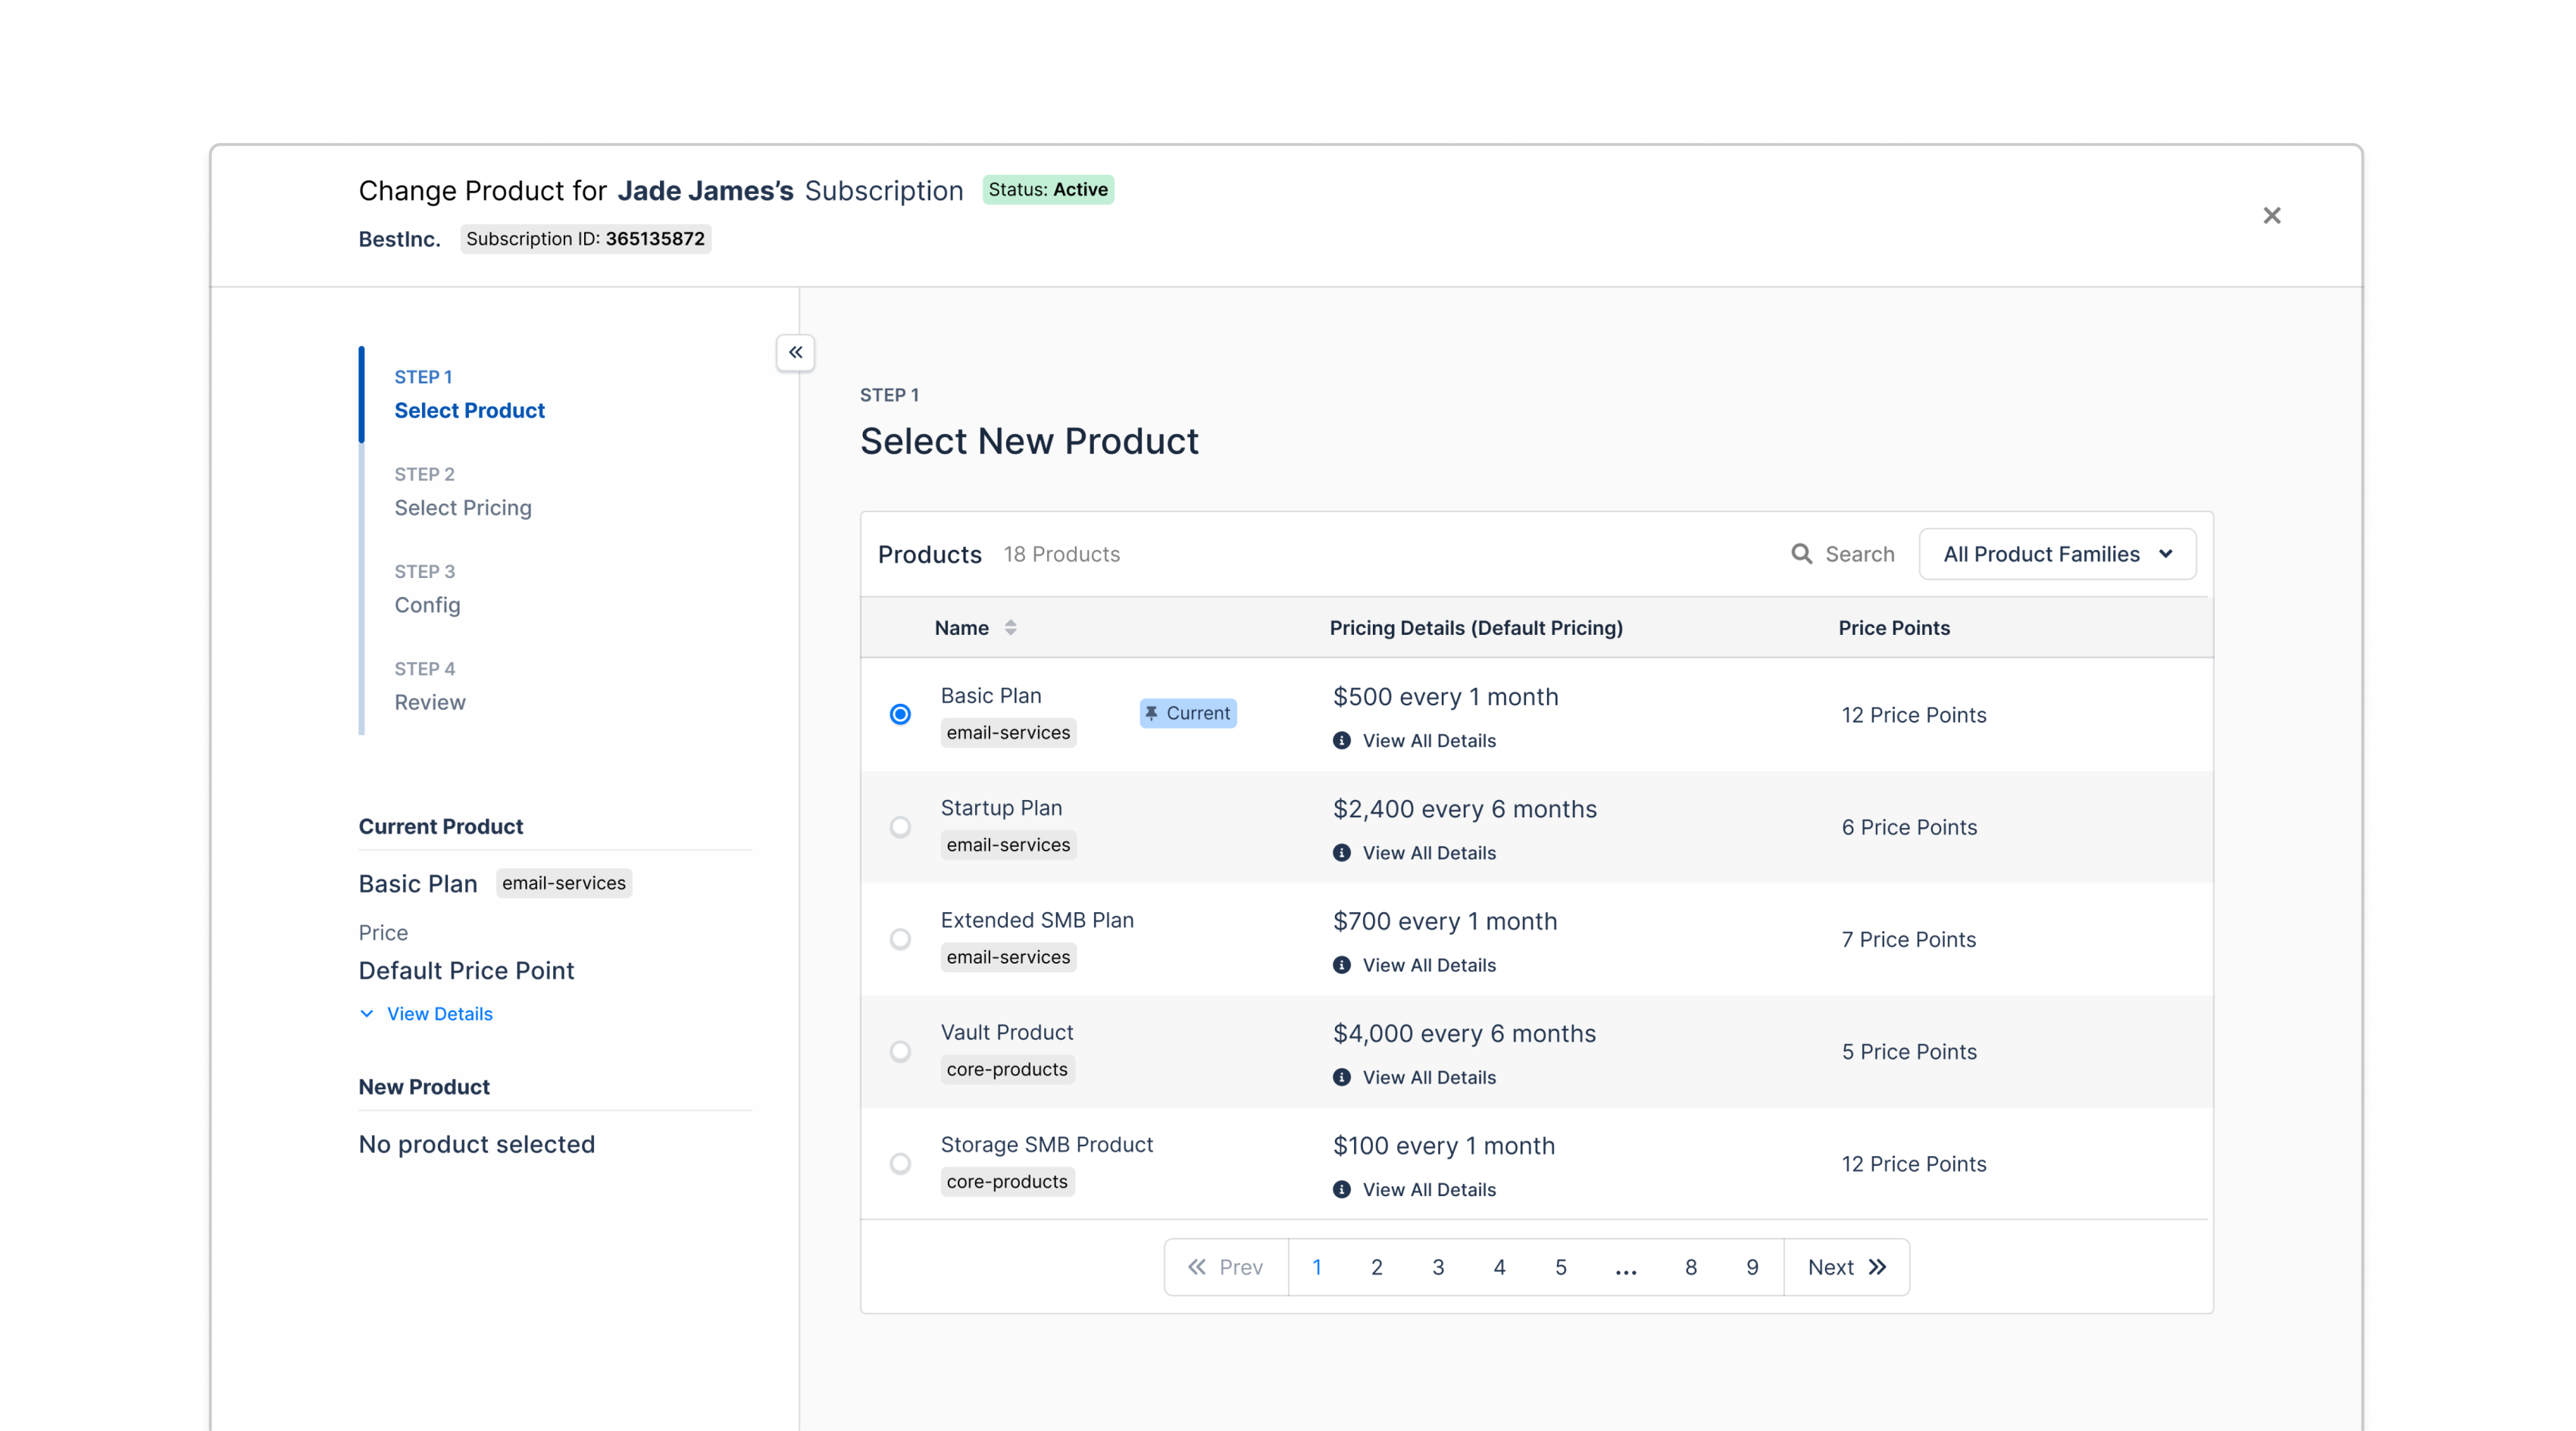 Change Product for Jade James’s Subscription Status: Active
BestInc. Subscription ID: 365135872
STEP 1
Select Product
STEP 2
Select Pricing
STEP 3
Config
STEP 4
Review
Current Product
Basic Plan email-services
Price
Default Price Point
View Details
New Product
No product selected
STEP 1
Select New Product
Products 18 Products Search All Product Families
Name Pricing Details (Default Pricing) Price Points
Basic Plan
email-services
Current
$500 every 1 month
View All Details
12 Price Points
Startup Plan
email-services
$2,400 every 6 months
View All Details
6 Price Points
Extended SMB Plan
email-services
$700 every 1 month
View All Details
7 Price Points
Vault Product
core-products
$4,000 every 6 months
View All Details
5 Price Points
Storage SMB Product
core-products
$100 every 1 month
View All Details
12 Price Points
Prev 1 2 3 4 5 ... 8 9 Next